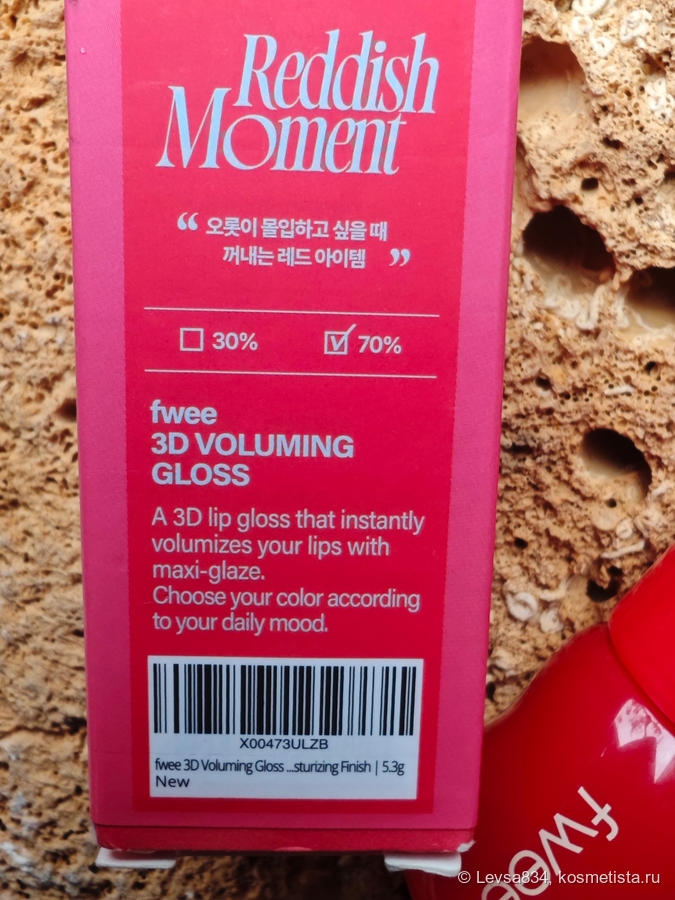 Reddish
Moment
“ 오롯이 몰입하고 싶을 때
꺼내는 레드 아이템 ”
30% 70%
fwee
3D VOLUMING
GLOSS
A 3D lip gloss that instantly
volumizes your lips with
maxi-glaze.
Choose your color according
to your daily mood.
X00473ULZB
fwee 3D Voluming Gloss ...sturizing Finish | 5.3g
New
fwee
© Levsa834, kosmetista.ru